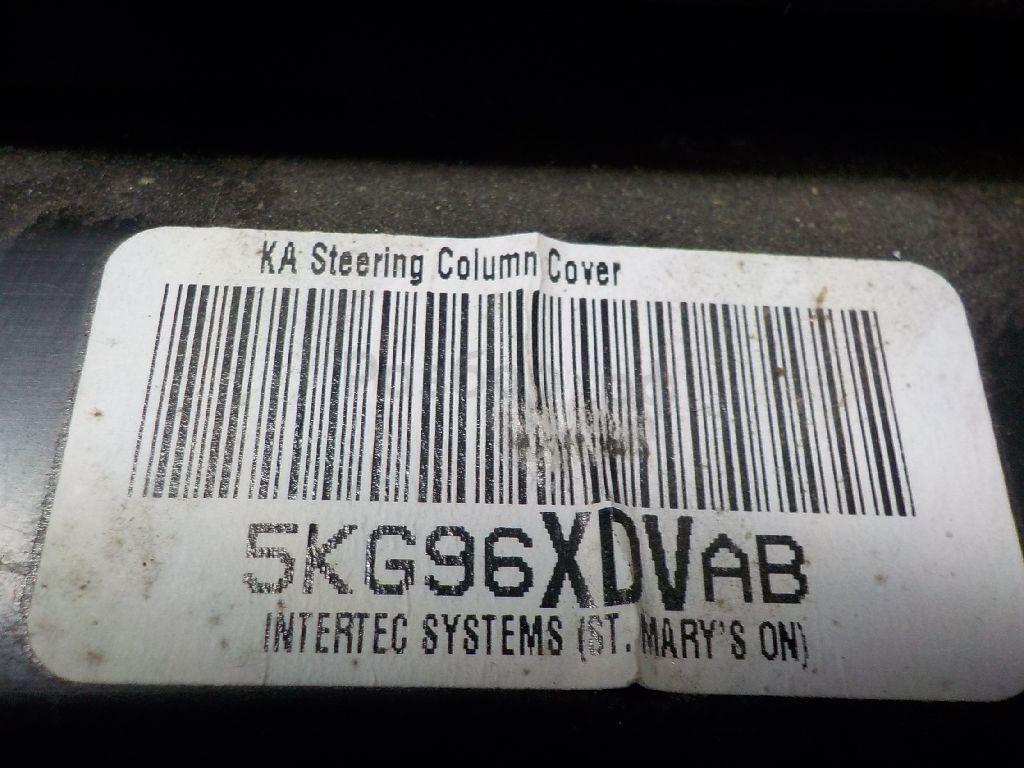 KA Steering Column Cover
5KG96XDVAB
INTERTEC SYSTEMS (ST. MARY'S ON)